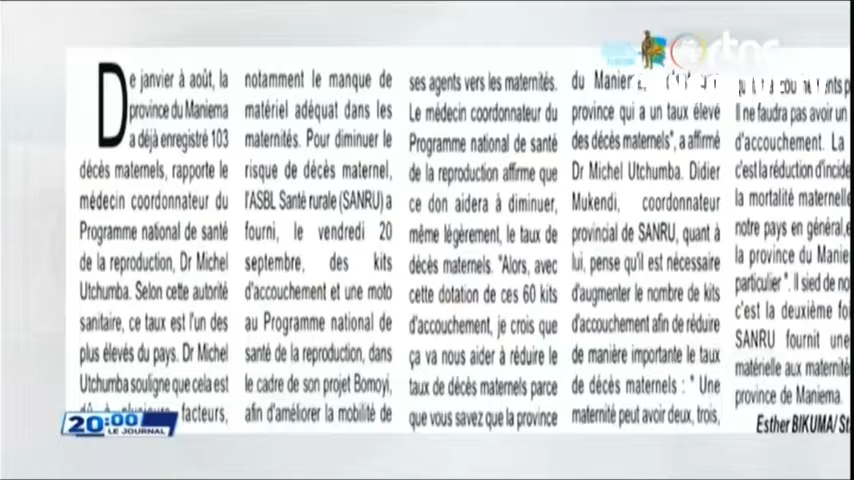 De janvier à août, la
province du Maniema
a déjà enregistré 103
décès maternels, rapporte le
médecin coordonnateur du
Programme national de santé
de la reproduction, Dr Michel
Utchumba. Selon cette autorité
sanitaire, ce taux est l'un des
plus élevés du pays. Dr Michel
Utchumba souligne que cela est
dû à plusieurs facteurs,
notamment le manque de
matériel adéquat dans les
maternités. Pour diminuer le
risque de décès maternel,
l'ASBL Santé rurale (SANRU) a
fourni, le vendredi 20
septembre, des kits
d'accouchement et une moto
au Programme national de
santé de la reproduction, dans
le cadre de son projet Bomoyi,
afin d'améliorer la mobilité de
ses agents vers les maternités.
Le médecin coordonnateur du
Programme national de santé
de la reproduction affirme que
ce don aidera à diminuer,
même légèrement, le taux de
décès maternels. "Alors, avec
cette dotation de ces 60 kits
d'accouchement, je crois que
ça va nous aider à réduire le
taux de décès maternels parce
que vous savez que la province
du
province qui a un taux élevé
des décès maternels", a affirmé
Dr Michel Utchumba. Didier
Mukendi, coordonnateur
provincial de SANRU, quant à
lui, pense qu'il est nécessaire
d'augmenter le nombre de kits
d'accouchement afin de réduire
de manière importante le taux
de décès maternels : " Une
maternité peut avoir deux, trois,
Il ne faudra pas avoir un
d'accouchement. La
c'est la réduction d'incide
la mortalité maternelle
notre pays en général,e
la province du Manie
particulier ". Il sied de no
c'est la deuxième foi
SANRU fournit une
matérielle aux maternité
province de Maniema.
Esther BIKUMA/ St
rtnc
20:00
LE JOURNAL